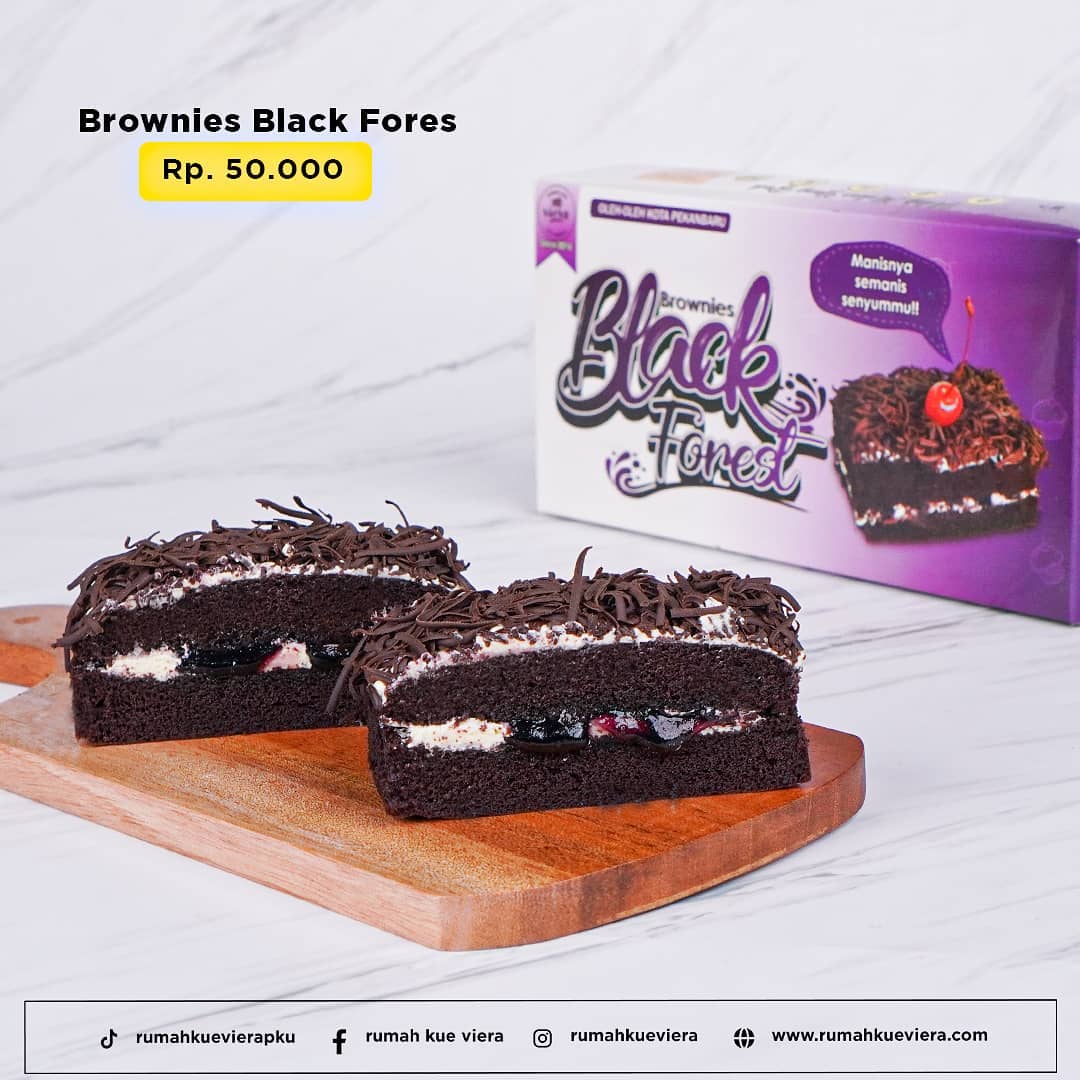 Brownies Black Fores
Rp. 50.000
OLEH-OLEH KOTA PEKANBARU
Brownies
Black
Forest
Manisnya
semanis
senyummu!!
rumahkuevierapku
rumah kue viera
rumahkueviera
www.rumahkueviera.com